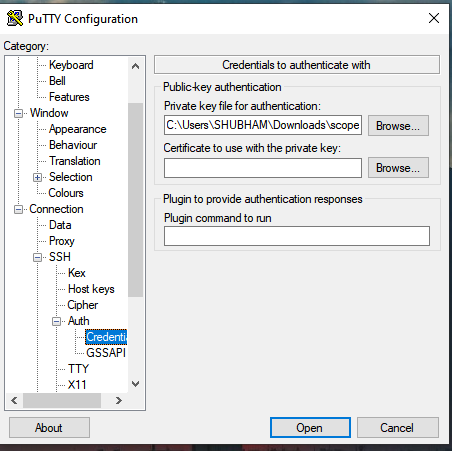 PuTTY Configuration
Category:
Keyboard
Bell
Features
Window
Appearance
Behaviour
Translation
Selection
Colours
Connection
Data
Proxy
SSH
Kex
Host keys
Cipher
Auth
Credentia
GSSAPI
TTY
X11
Credentials to authenticate with
Public-key authentication
Private key file for authentication:
C:\Users\SHUBHAM\Downloads\scope
Browse...
Certificate to use with the private key:
Browse...
Plugin to provide authentication responses
Plugin command to run
About
Open
Cancel